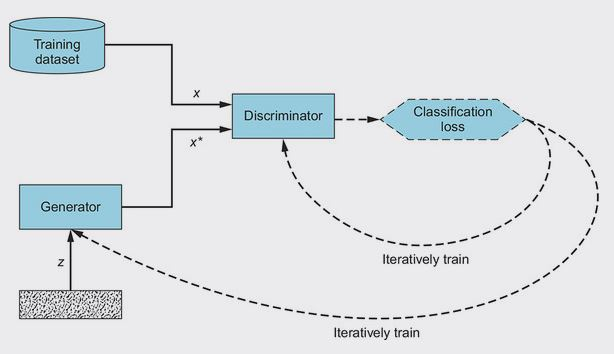 Training
dataset
x
Discriminator
Classification
loss
x*
Generator
z
Iteratively train
Iteratively train